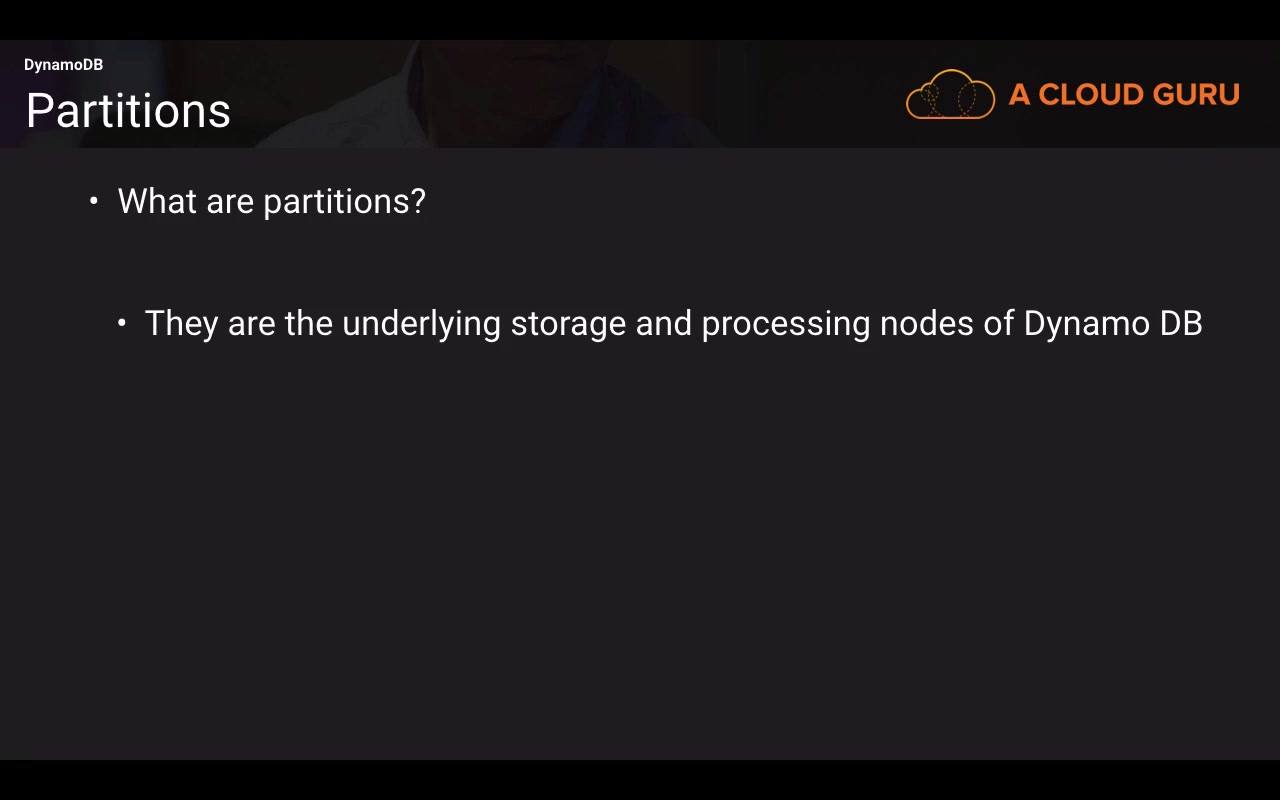 DynamoDB
Partitions
A CLOUD GURU
• What are partitions?
• They are the underlying storage and processing nodes of Dynamo DB